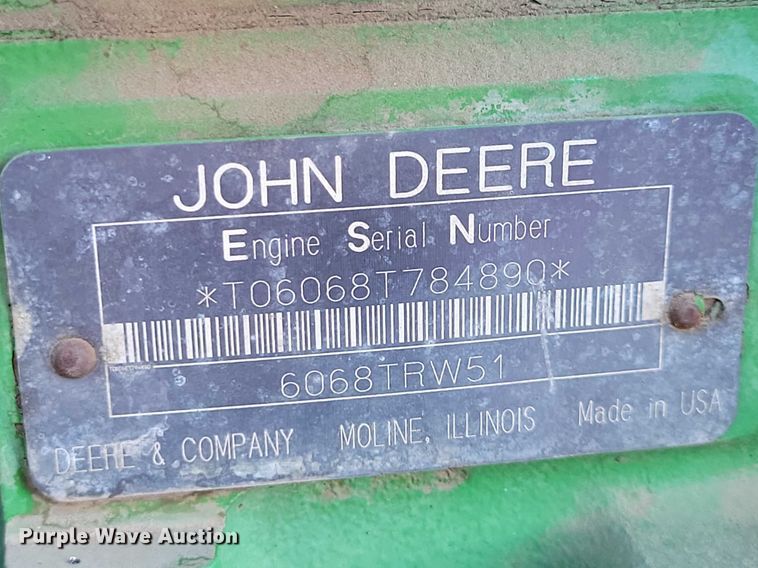 JOHN DEERE
Engine Serial Number
*T06068T784890*
6068TRW51
DEERE & COMPANY MOLINE, ILLINOIS Made in USA
Purple Wave Auction